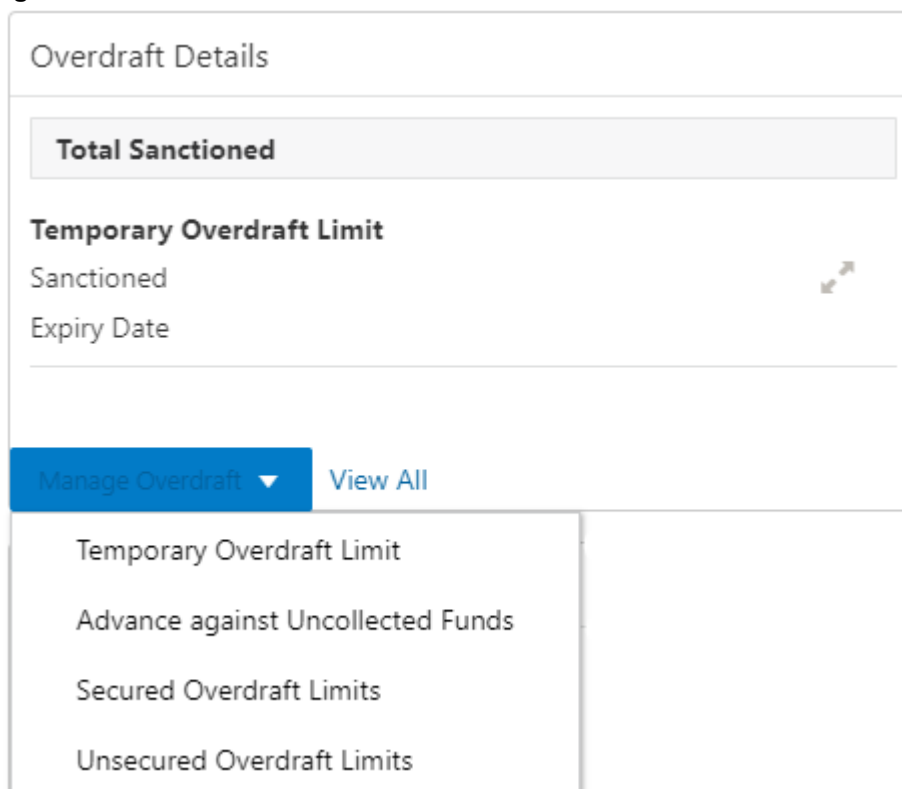 Overdraft Details
Total Sanctioned
Temporary Overdraft Limit
Sanctioned
Expiry Date
Manage Overdraft View All
Temporary Overdraft Limit
Advance against Uncollected Funds
Secured Overdraft Limits
Unsecured Overdraft Limits